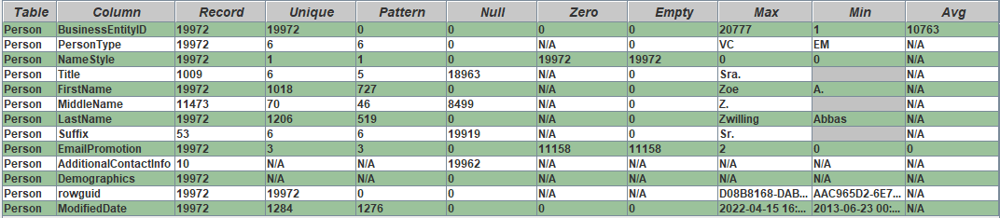 Table Column Record Unique Pattern Null Zero Empty Max Min Avg
Person BusinessEntityID 19972 19972 0 0 0 0 20777 1 10763
Person PersonType 19972 6 6 0 N/A 0 VC EM N/A
Person NameStyle 19972 1 1 0 19972 19972 0 0 N/A
Person Title 1009 6 5 18963 N/A 0 Sra. N/A
Person FirstName 19972 1018 727 0 N/A 0 Zoe A. N/A
Person MiddleName 11473 70 46 8499 N/A 0 Z. N/A
Person LastName 19972 1206 519 0 N/A 0 Zwilling Abbas N/A
Person Suffix 53 6 6 19919 N/A 0 Sr. N/A
Person EmailPromotion 19972 3 3 0 11158 11158 2 0 0
Person AdditionalContactInfo 10 N/A N/A 19962 N/A N/A N/A N/A N/A
Person Demographics 19972 N/A N/A 0 N/A N/A N/A N/A N/A
Person rowguid 19972 19972 0 0 N/A N/A D08B8168-DAB... AAC965D2-6E7... N/A
Person ModifiedDate 19972 1284 1276 0 0 0 2022-04-15 16:... 2013-06-23 00:... N/A